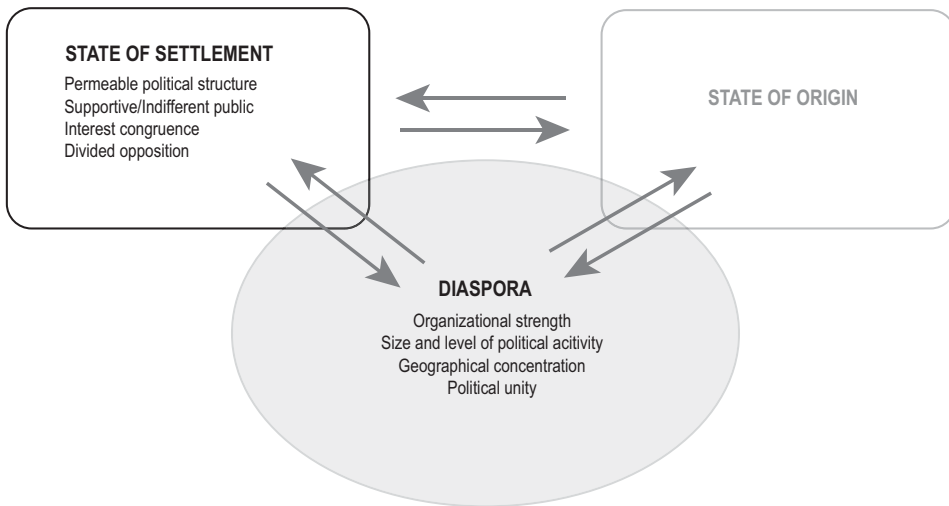 STATE OF SETTLEMENT
Permeable political structure
Supportive/Indifferent public
Interest congruence
Divided opposition
STATE OF ORIGIN
DIASPORA
Organizational strength
Size and level of political acitivity
Geographical concentration
Political unity